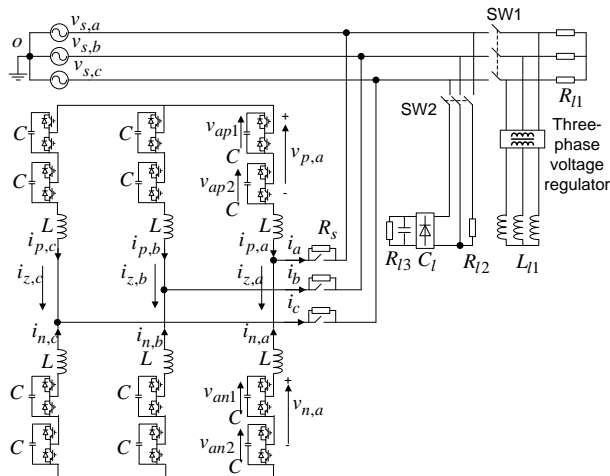 v_{s,a}
SW1
o
v_{s,b}
v_{s,c}
R_{l1}
SW2
Three-
phase
voltage
regulator
C
C
v_{ap1}
C
+
v_{p,a}
C
C
v_{ap2}
C
-
L
L
L
R_s
i_{p,c}
i_{p,b}
i_{p,a}
i_a
R_{l3}
C_l
R_{l2}
L_{l1}
i_{z,c}
i_{z,b}
i_{z,a}
i_b
i_c
i_{n,c}
i_{n,b}
i_{n,a}
L
L
L
C
C
v_{an1}
C
+
v_{n,a}
C
C
v_{an2}
C
-